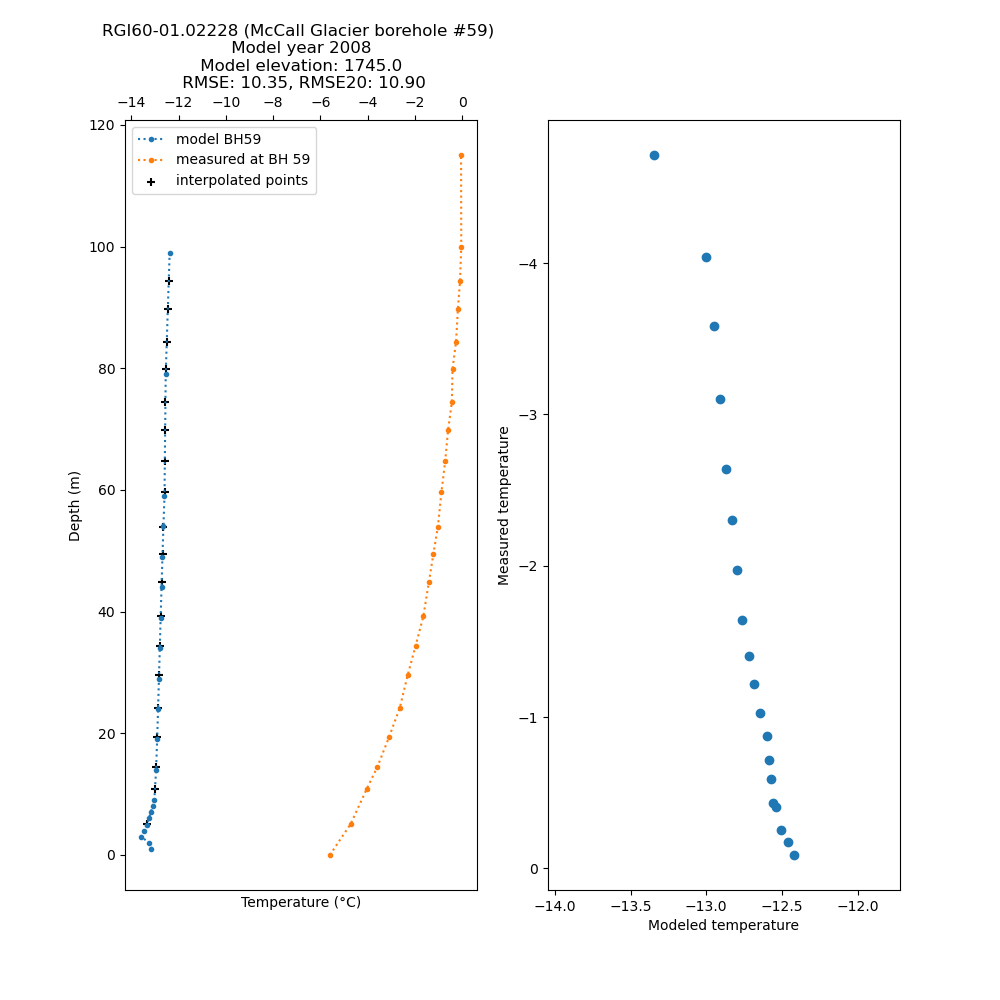 RGI60-01.02228 (McCall Glacier borehole #59)
Model year 2008
Model elevation: 1745.0
RMSE: 10.35, RMSE20: 10.90
−14 −12 −10 −8 −6 −4 −2 0
120
100
80
60
40
20
0
Depth (m)
model BH59
measured at BH 59
interpolated points
Temperature (°C)
−4
−3
−2
−1
0
Measured temperature
−14.0 −13.5 −13.0 −12.5 −12.0
Modeled temperature